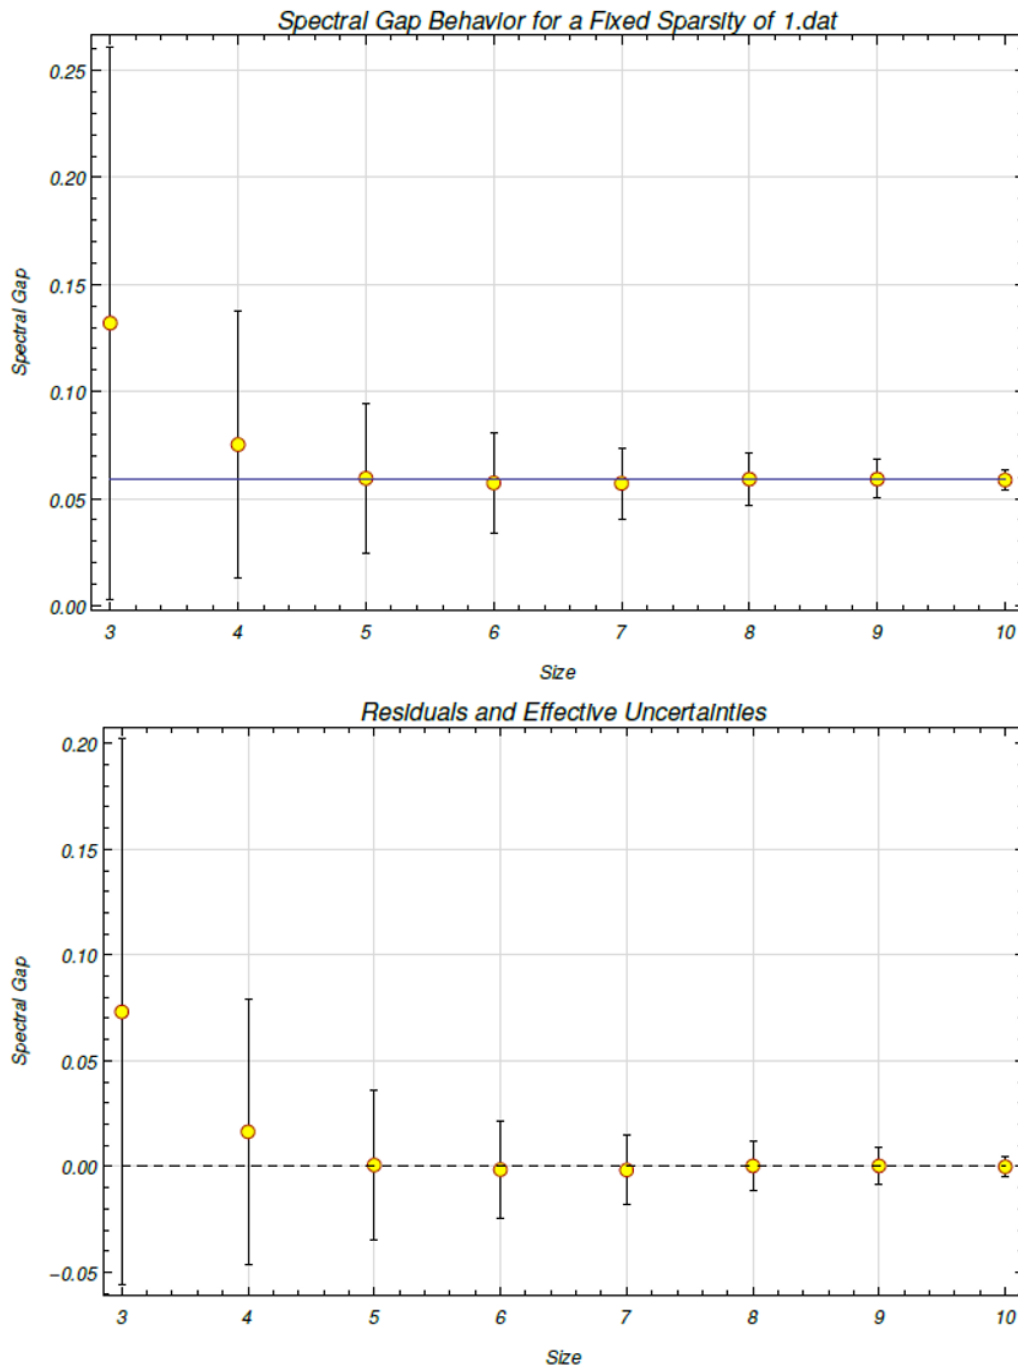 Spectral Gap Behavior for a Fixed Sparsity of 1.dat
0.25
0.20
0.15
0.10
0.05
0.00
Spectral Gap
3 4 5 6 7 8 9 10
Size
Residuals and Effective Uncertainties
0.20
0.15
0.10
0.05
0.00
−0.05
Spectral Gap
3 4 5 6 7 8 9 10
Size